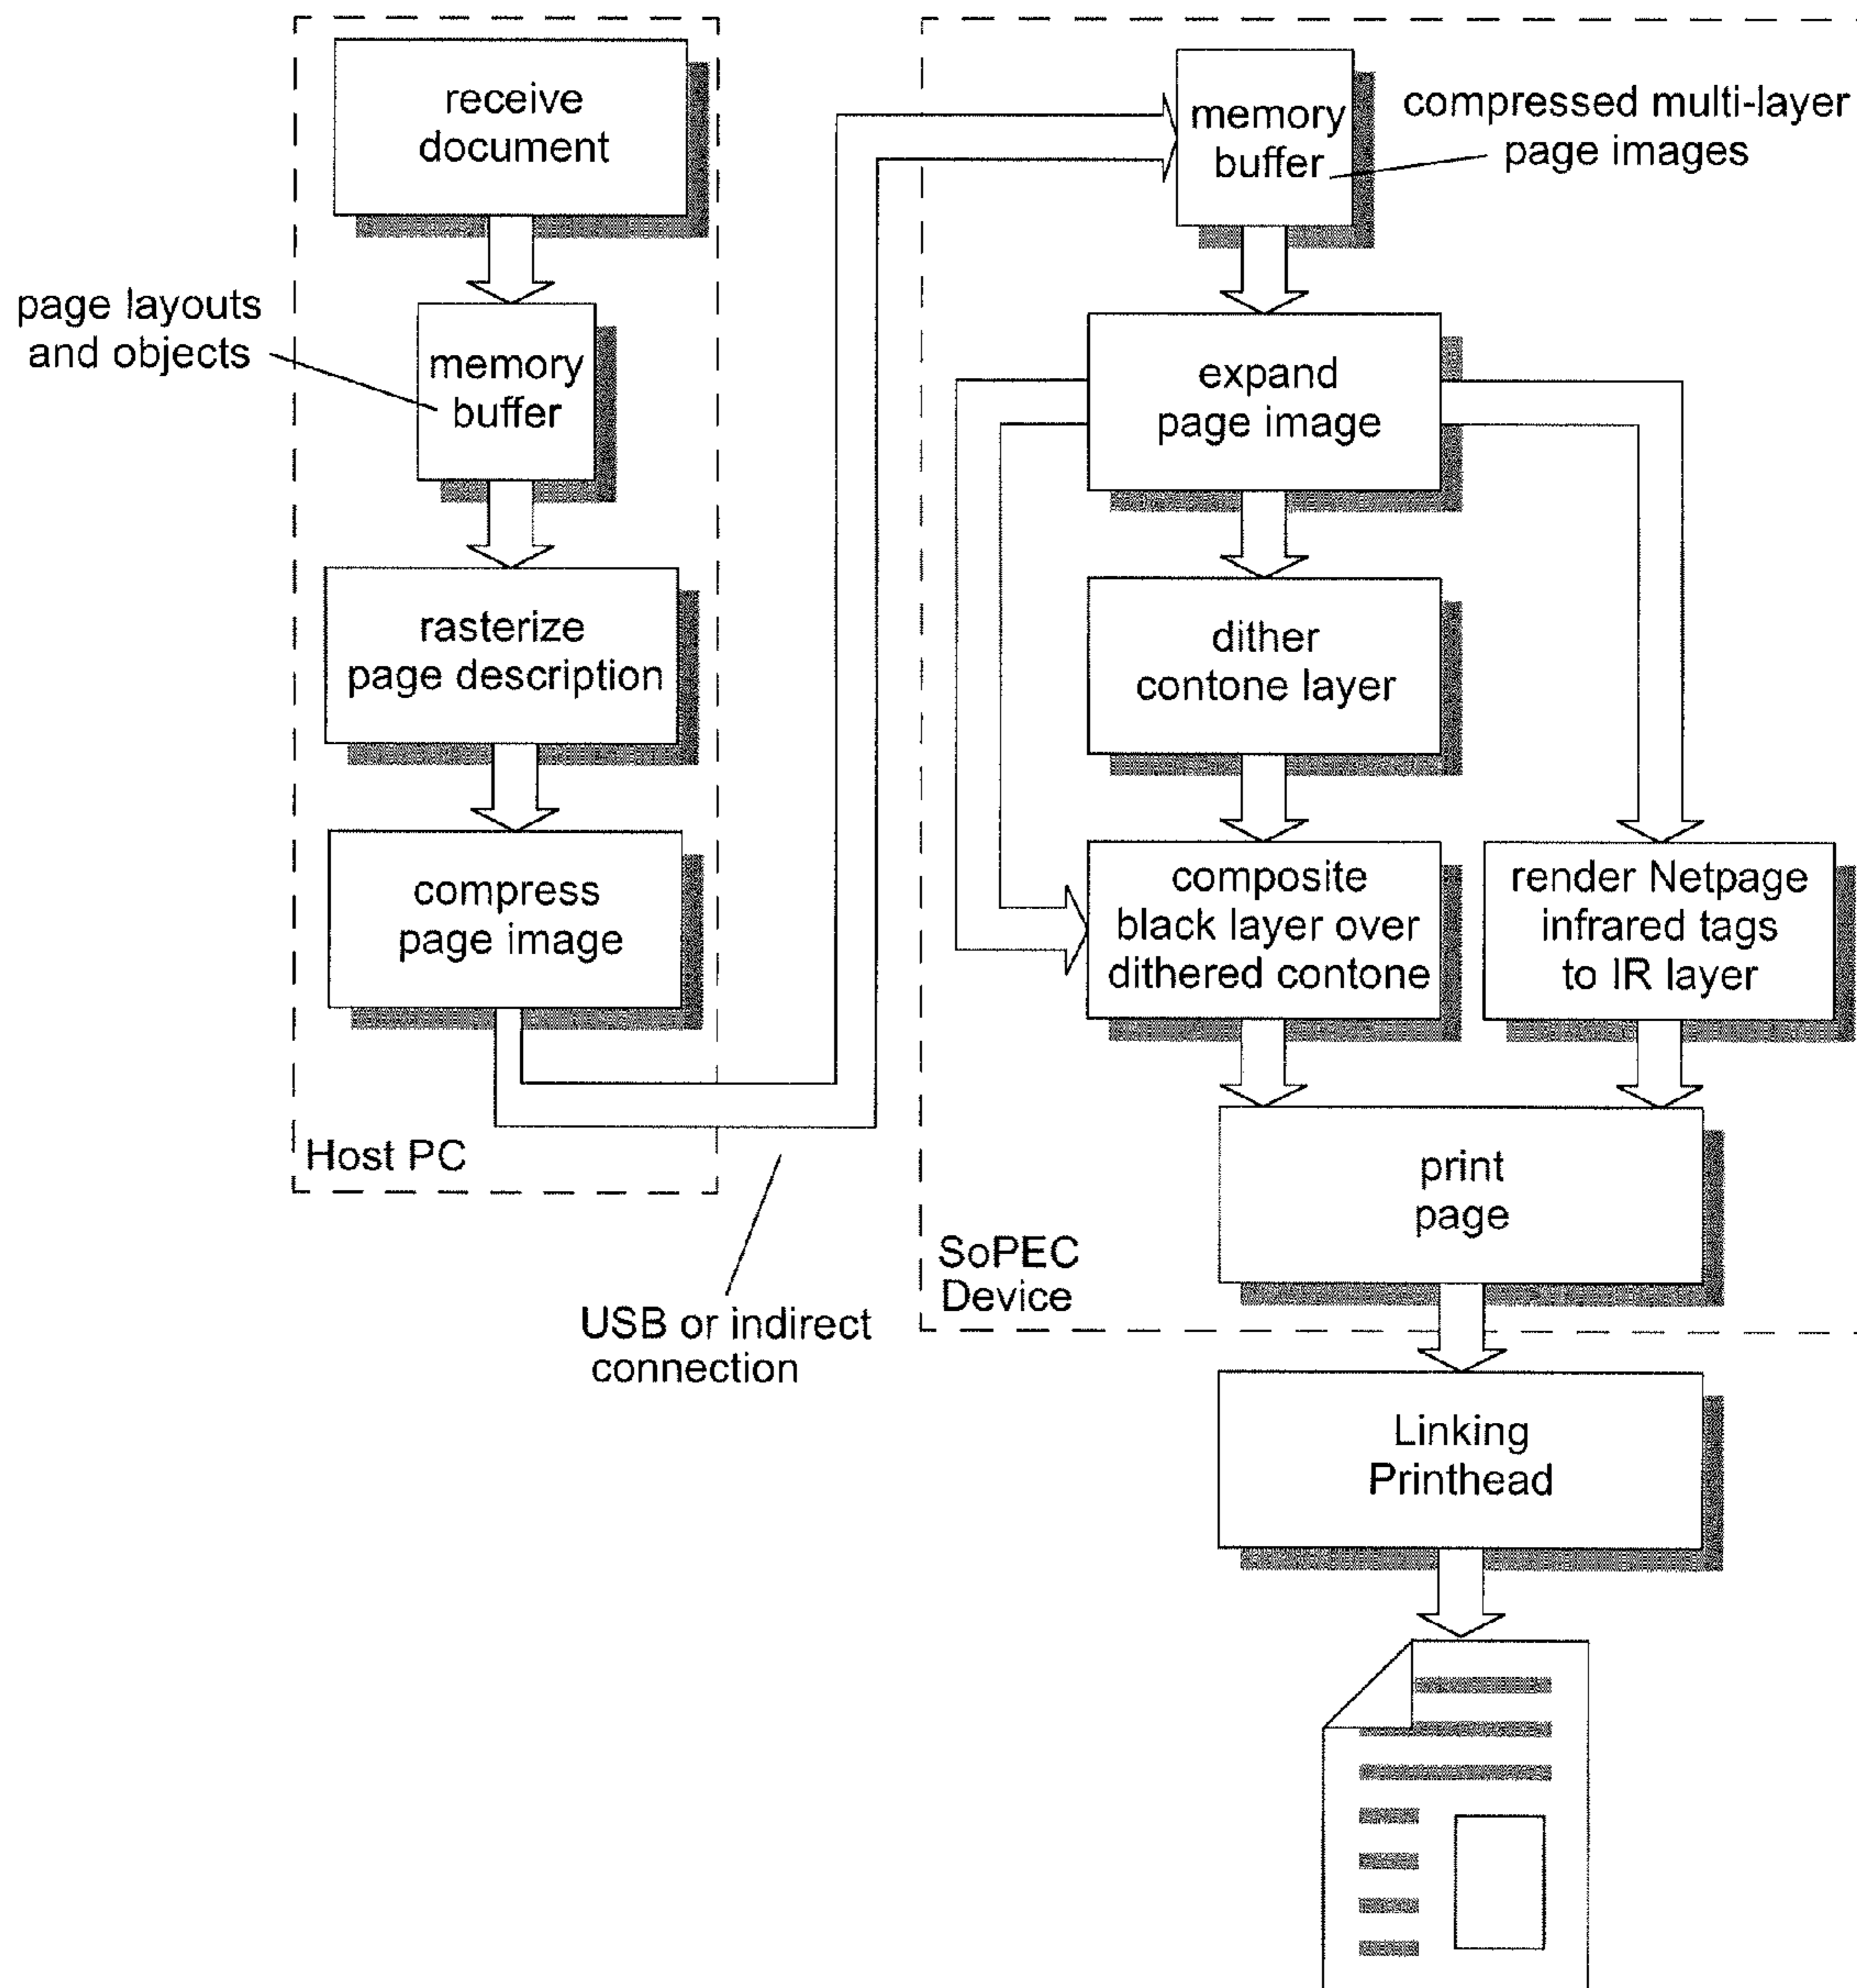 receive
document
page layouts
and objects
memory
buffer
rasterize
page description
compress
page image
Host PC
USB or indirect
connection
memory
buffer
compressed multi-layer
page images
expand
page image
dither
contone layer
composite
black layer over
dithered contone
render Netpage
infrared tags
to IR layer
print
page
SoPEC
Device
Linking
Printhead